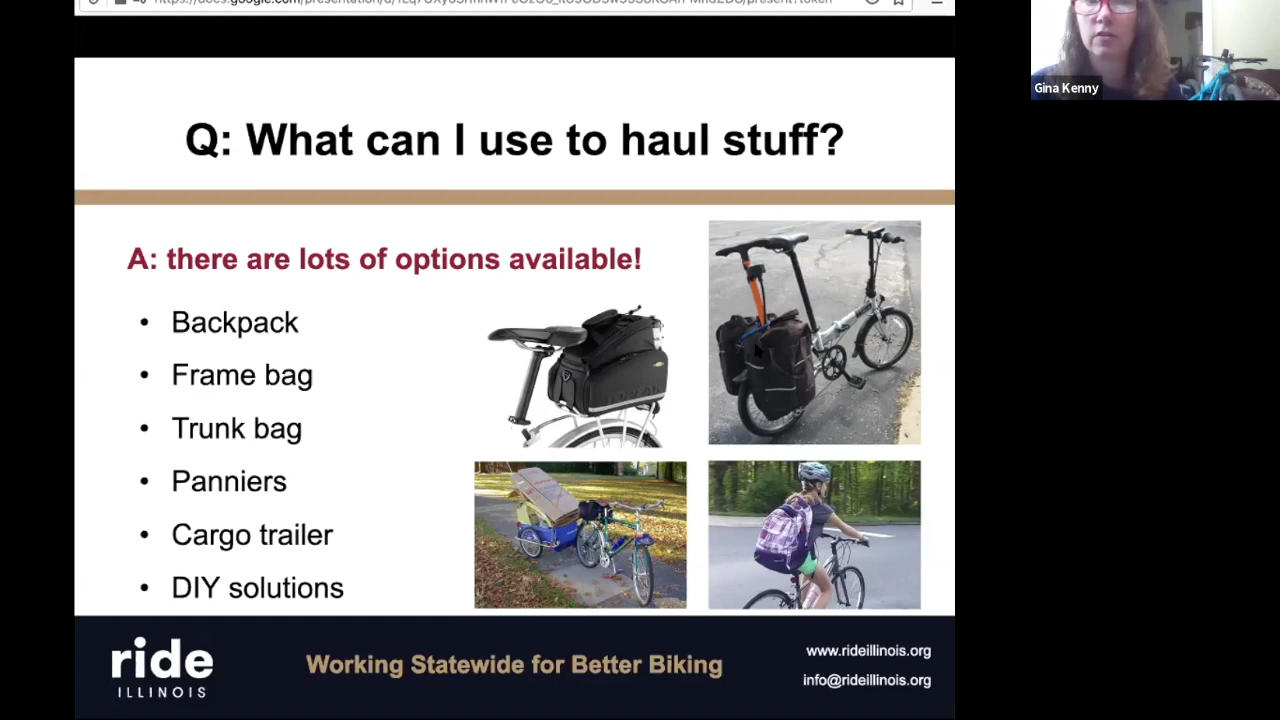 Gina Kenny
Q: What can I use to haul stuff?
A: there are lots of options available!
• Backpack
• Frame bag
• Trunk bag
• Panniers
• Cargo trailer
• DIY solutions
ride
ILLINOIS
Working Statewide for Better Biking
www.rideillinois.org
info@rideillinois.org